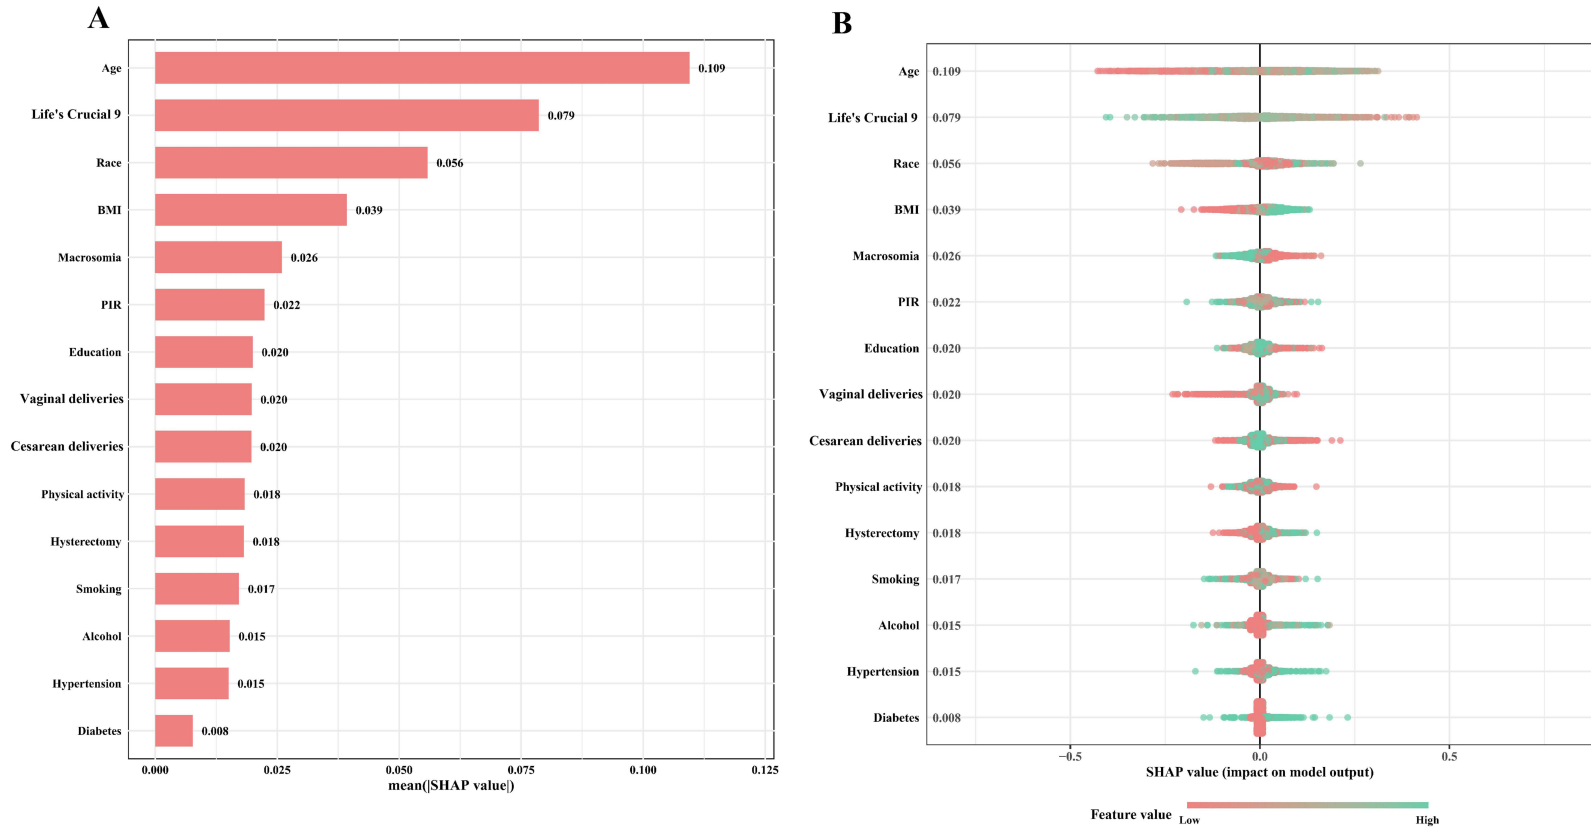 A
Age 0.109
Life's Crucial 9 0.079
Race 0.056
BMI 0.039
Macrosomia 0.026
PIR 0.022
Education 0.020
Vaginal deliveries 0.020
Cesarean deliveries 0.020
Physical activity 0.018
Hysterectomy 0.018
Smoking 0.017
Alcohol 0.015
Hypertension 0.015
Diabetes 0.008
0.000 0.025 0.050 0.075 0.100 0.125
mean(|SHAP value|)
B
Age 0.109
Life's Crucial 9 0.079
Race 0.056
BMI 0.039
Macrosomia 0.026
PIR 0.022
Education 0.020
Vaginal deliveries 0.020
Cesarean deliveries 0.020
Physical activity 0.018
Hysterectomy 0.018
Smoking 0.017
Alcohol 0.015
Hypertension 0.015
Diabetes 0.008
−0.5 0.0 0.5
SHAP value (impact on model output)
Feature value Low High